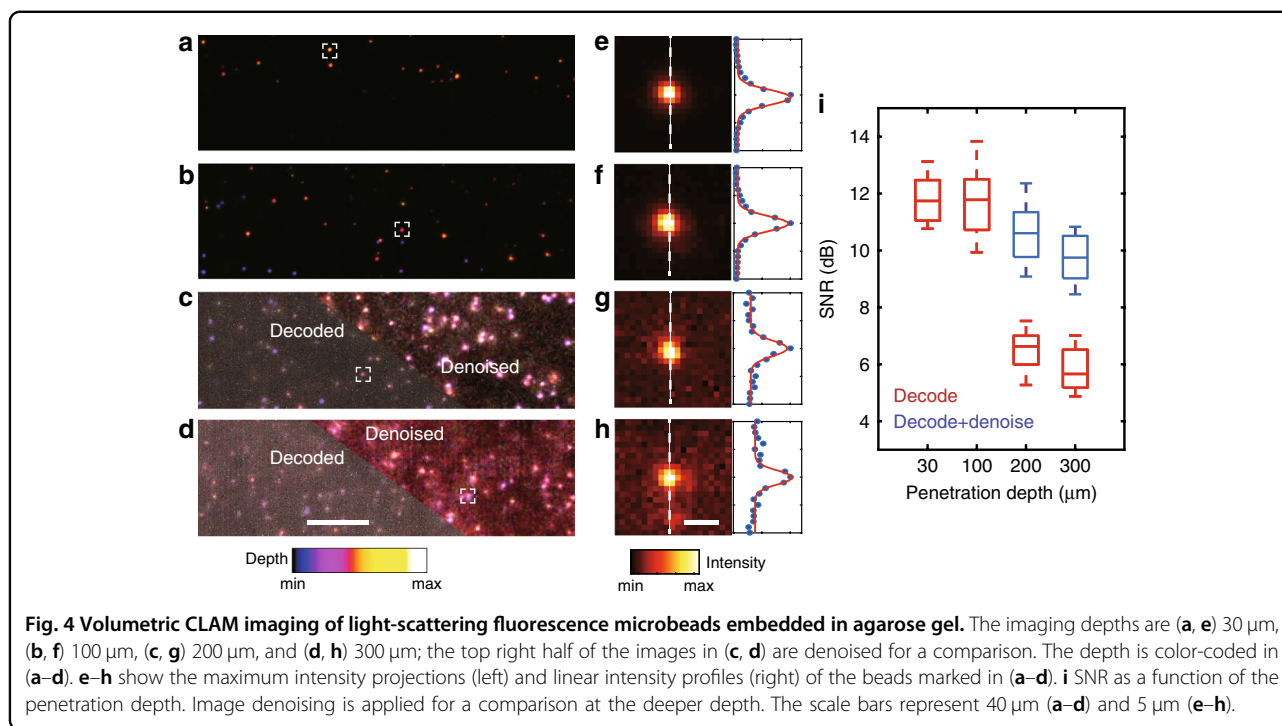 a
b
c
Decoded
Denoised
d
Denoised
Decoded
Depth
min
max
e
f
g
h
Intensity
min
max
i
14
12
10
8
6
4
SNR (dB)
Decode
Decode+denoise
30
100
200
300
Penetration depth (μm)
Fig. 4 Volumetric CLAM imaging of light-scattering fluorescence microbeads embedded in agarose gel. The imaging depths are (a, e) 30 μm,
(b, f) 100 μm, (c, g) 200 μm, and (d, h) 300 μm; the top right half of the images in (c, d) are denoised for a comparison. The depth is color-coded in
(a–d). e–h show the maximum intensity projections (left) and linear intensity profiles (right) of the beads marked in (a–d). i SNR as a function of the
penetration depth. Image denoising is applied for a comparison at the deeper depth. The scale bars represent 40 μm (a–d) and 5 μm (e–h).